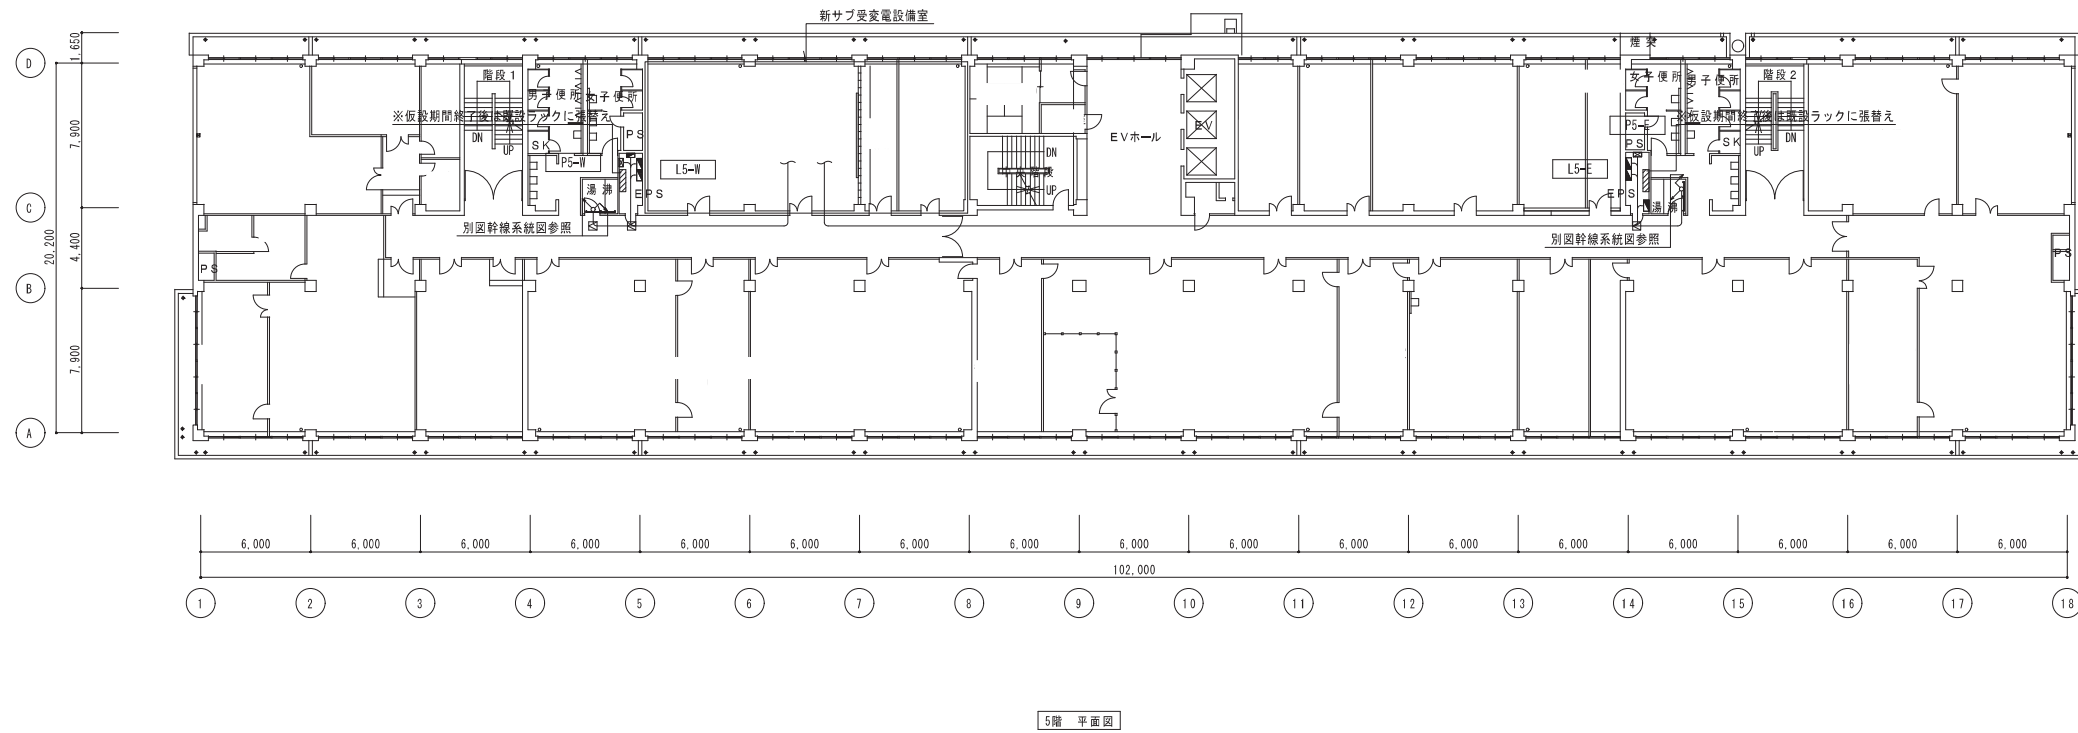 新サブ受変電設備室
煙突
D
1,650
階段1
男子便所
女子便所
女子便所
男子便所
階段2
※仮設期間終了後は既設ラックに張替え
※仮設期間終了後は既設ラックに張替え
7,900
DN
UP
SK
PS
P5-W
L5-W
湯沸
EPS
中央階段
DN
UP
EVホール
EV
L5-E
P5-E
PS
EPS
湯沸
SK
UP
DN
C
別図幹線系統図参照
別図幹線系統図参照
20,200
4,400
PS
PS
B
7,900
A
6,000 6,000 6,000 6,000 6,000 6,000 6,000 6,000 6,000 6,000 6,000 6,000 6,000 6,000 6,000 6,000 6,000
102,000
1 2 3 4 5 6 7 8 9 10 11 12 13 14 15 16 17 18
5階 平面図